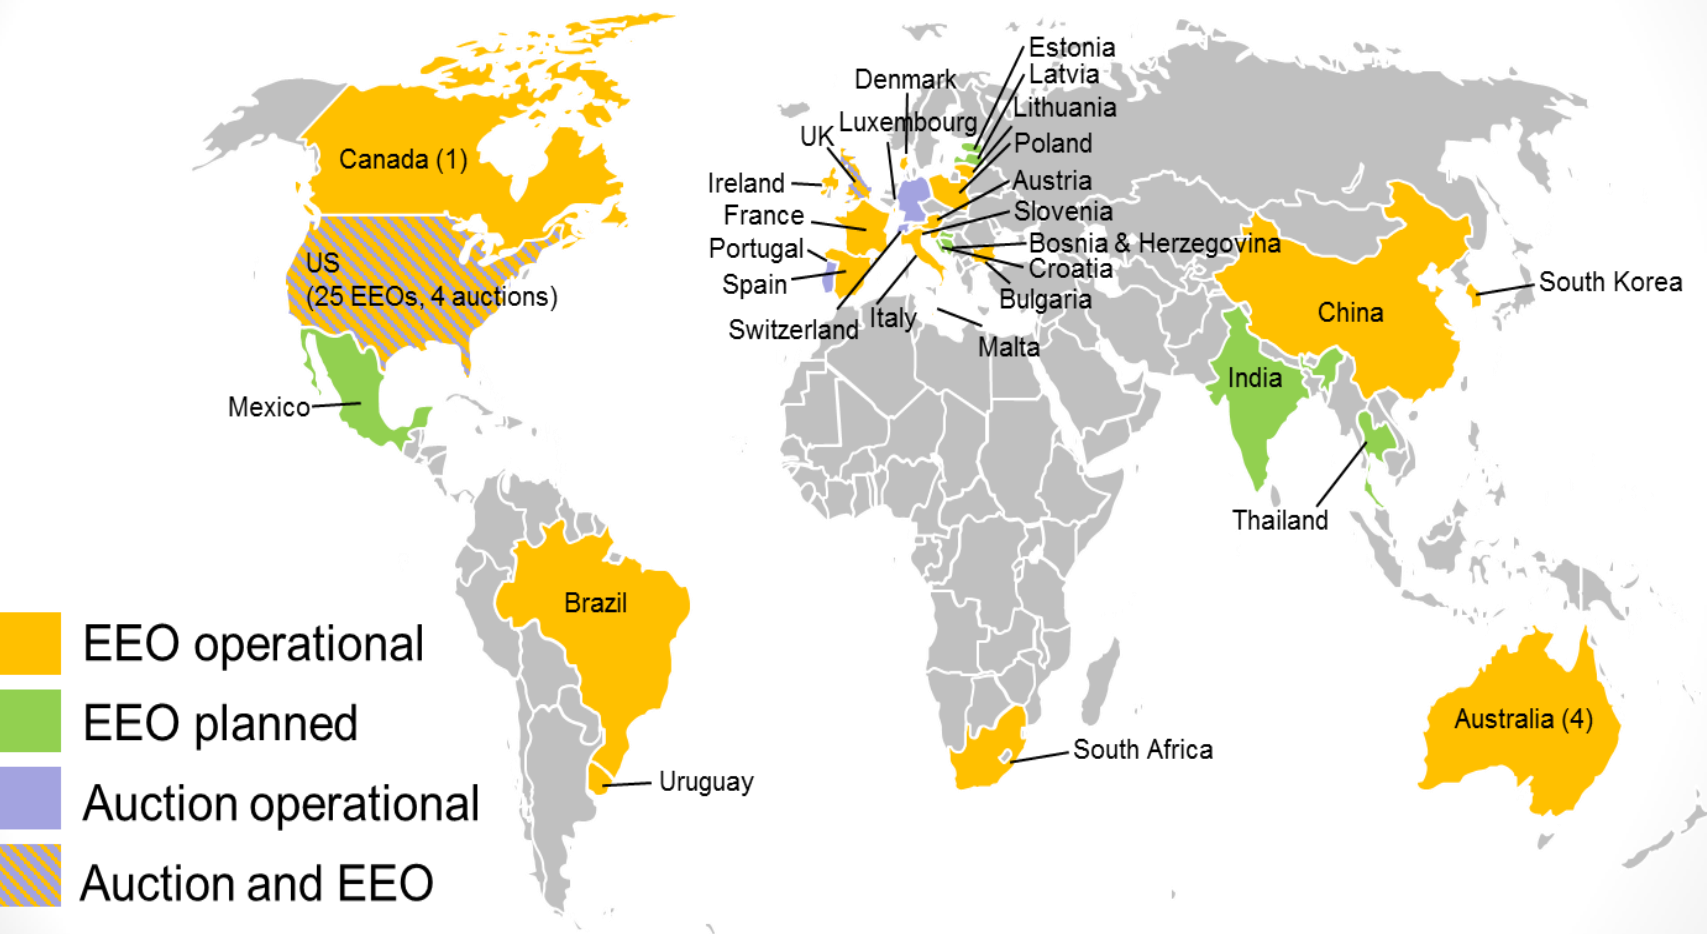 Estonia
Denmark
Latvia
Lithuania
Luxembourg
UK
Poland
Canada (1)
Ireland
Austria
France
Slovenia
Portugal
Bosnia & Herzegovina
US
Croatia
Spain
South Korea
(25 EEOs, 4 auctions)
Bulgaria
China
Italy
Switzerland
Malta
India
Mexico
Thailand
Brazil
EEO operational
Australia (4)
EEO planned
South Africa
Uruguay
Auction operational
Auction and EEO